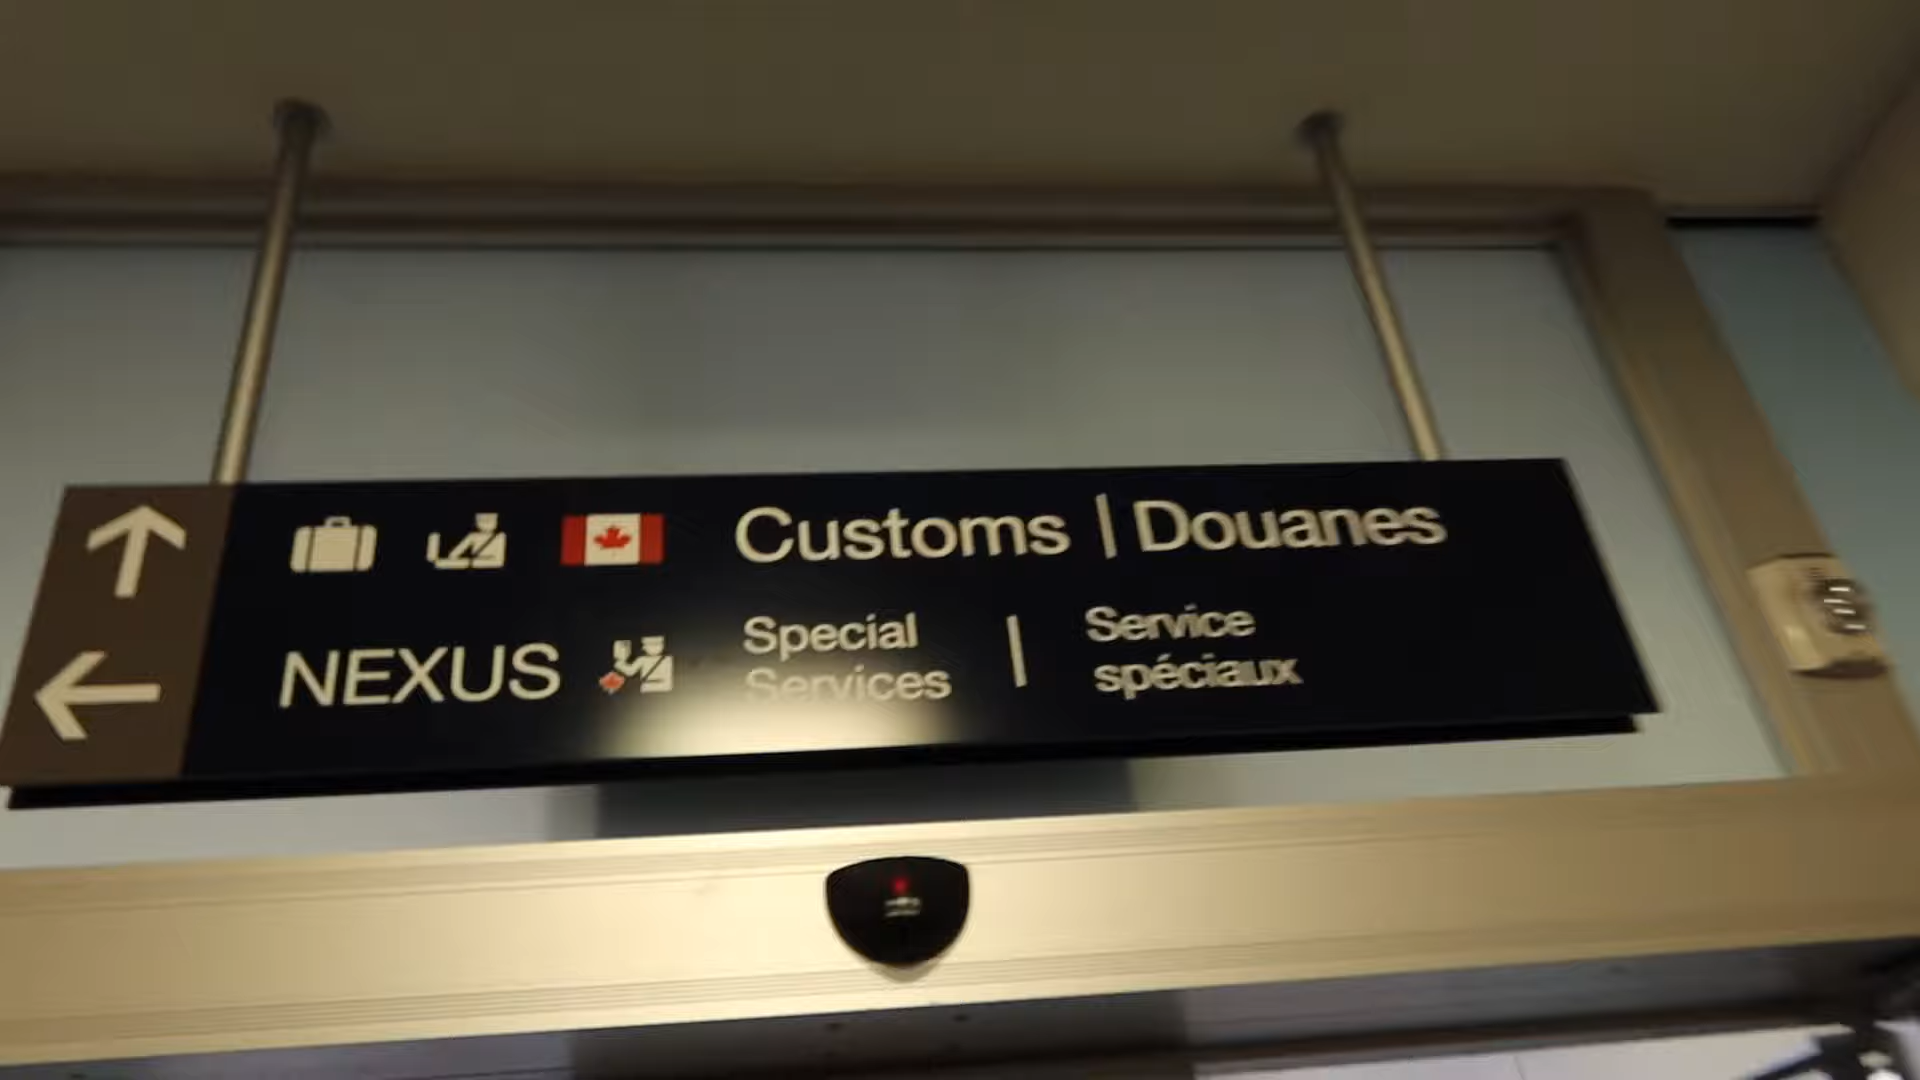 Customs | Douanes
NEXUS
Special
Services
Service
spéciaux